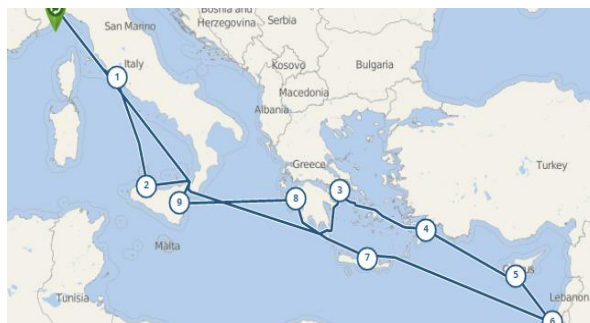 Bosnia and
Herzegovina
Serbia
San Marino
1
Italy
Kosovo
Bulgaria
Macedonia
Albania
2
9
Greece
8
3
Turkey
4
Malta
7
Cyprus
5
Tunisia
Lebanon
6